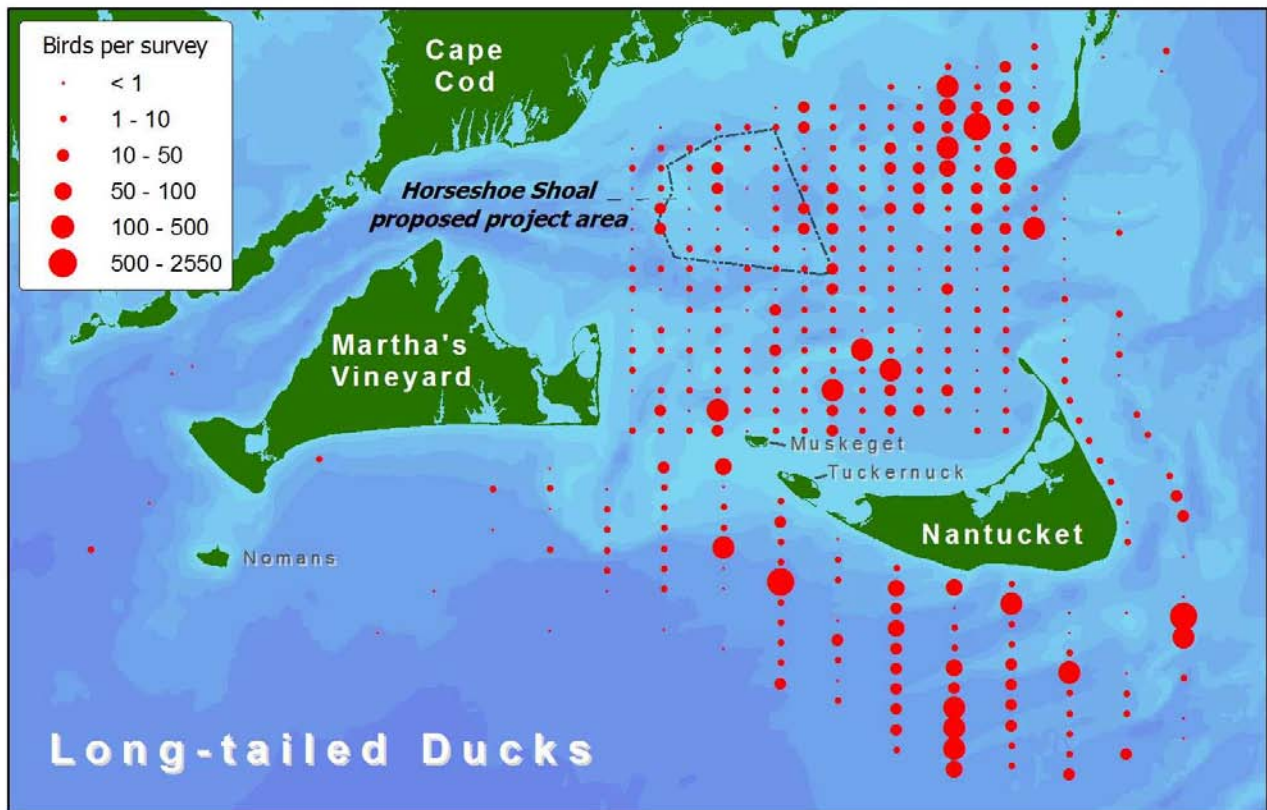 Birds per survey
< 1
1 - 10
10 - 50
50 - 100
100 - 500
500 - 2550
Cape
Cod
Horseshoe Shoal
proposed project area
Martha's
Vineyard
Muskeget
Tuckernuck
Nantucket
Nomans
Long-tailed Ducks